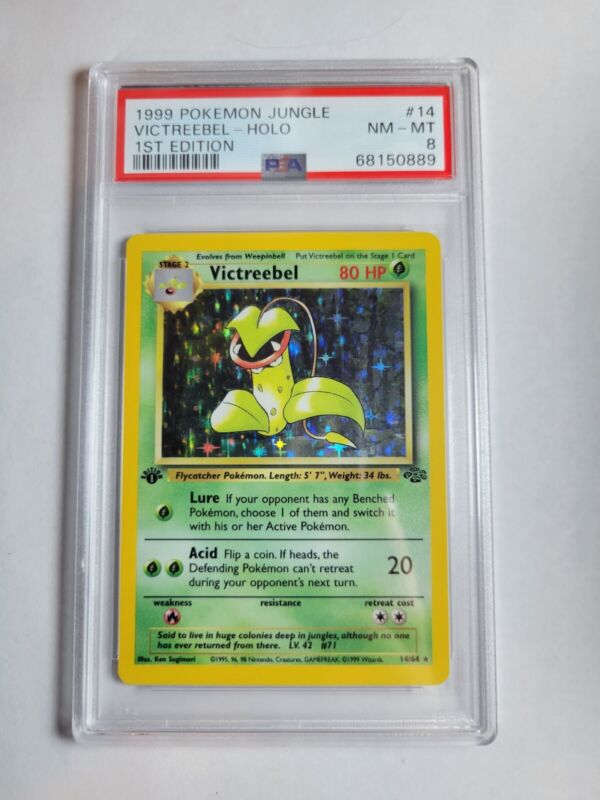 1999 POKEMON JUNGLE #14
VICTREEBEL - HOLO NM - MT
1ST EDITION 8
PSA 68150889
Evolves from Weepinbell Put Victreebel on the Stage 1 Card
STAGE 2
Victreebel 80 HP
EDITION
1
Flycatcher Pokémon. Length: 5' 7", Weight: 34 lbs.
Lure If your opponent has any Benched
Pokémon, choose 1 of them and switch it
with his or her Active Pokémon.
Acid Flip a coin. If heads, the
Defending Pokémon can't retreat 20
during your opponent's next turn.
weakness resistance retreat cost
Said to live in huge colonies deep in jungles, although no one
has ever returned from there. LV. 42 #71
Illus. Ken Sugimori ©1995, 96, 98 Nintendo, Creatures, GAMEFREAK. ©1999 Wizards. 14/64 ★